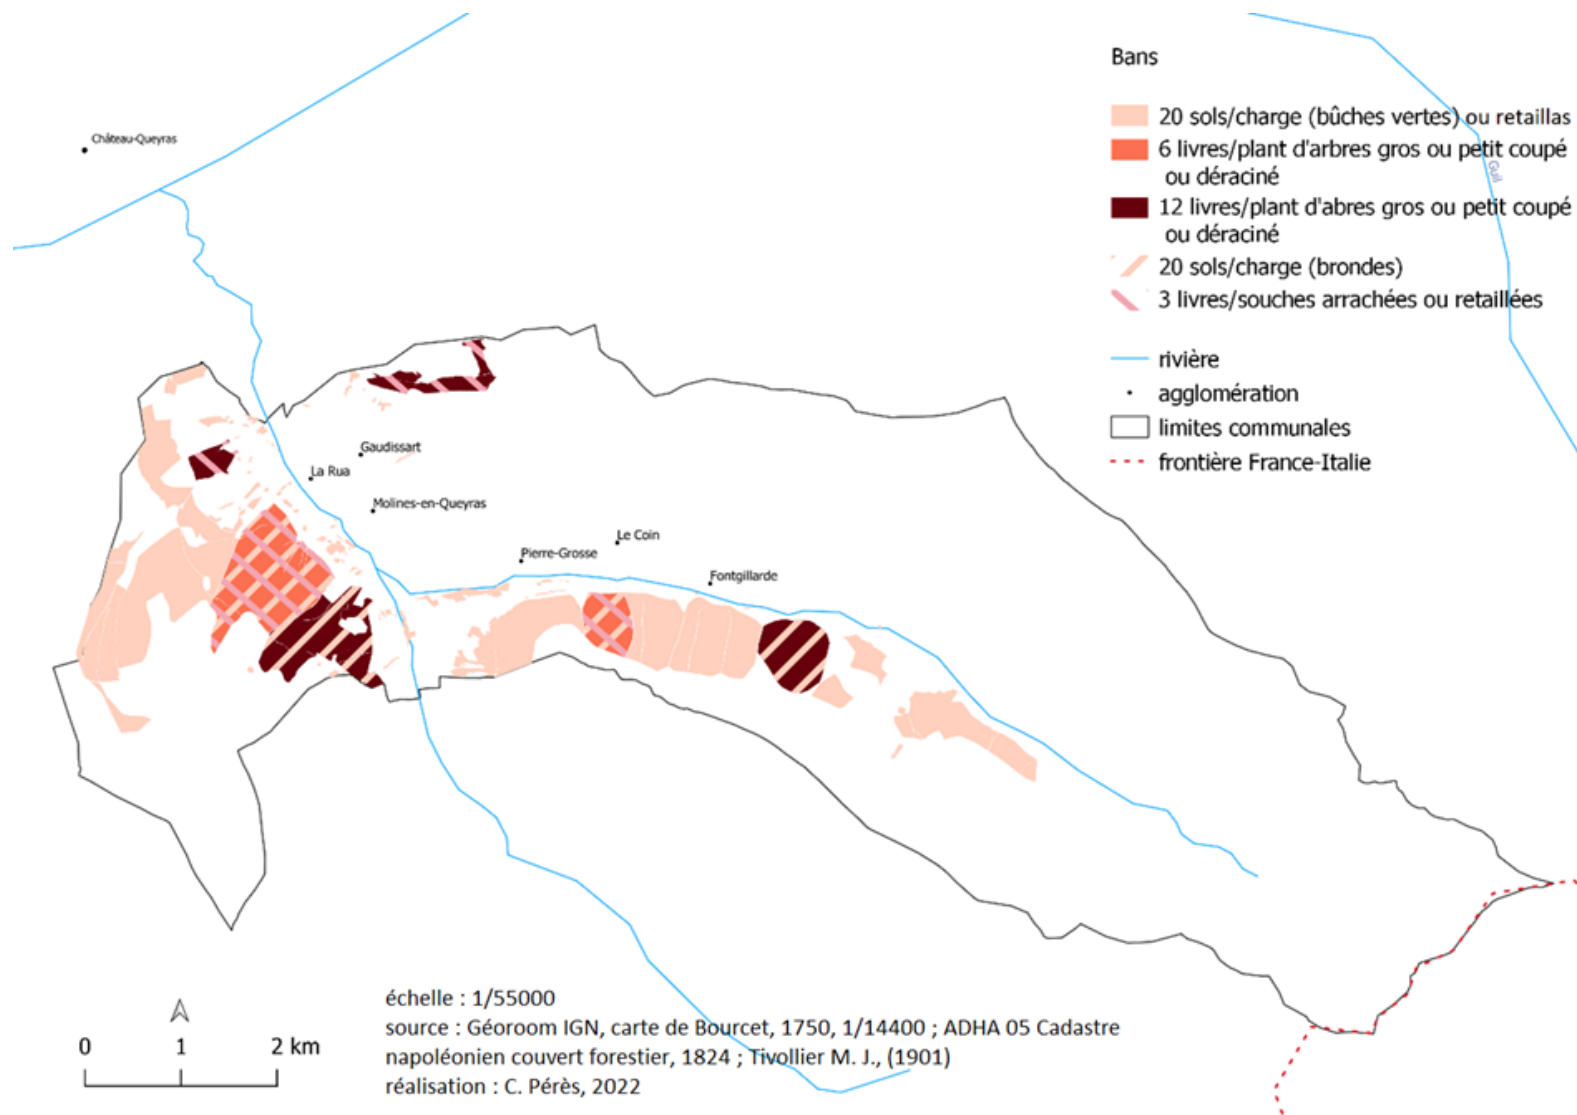 Bans
20 sols/charge (bûches vertes) ou retaillas
6 livres/plant d'arbres gros ou petit coupé
ou déraciné
12 livres/plant d'abres gros ou petit coupé
ou déraciné
20 sols/charge (brondes)
3 livres/souches arrachées ou retaillées
rivière
agglomération
limites communales
frontière France-Italie
Guil
Château-Queyras
Gaudissart
La Rua
Molines-en-Queyras
Le Coin
Pierre-Grosse
Fontgillarde
0 1 2 km
échelle : 1/55000
source : Géoroom IGN, carte de Bourcet, 1750, 1/14400 ; ADHA 05 Cadastre
napoléonien couvert forestier, 1824 ; Tivollier M. J., (1901)
réalisation : C. Pérès, 2022